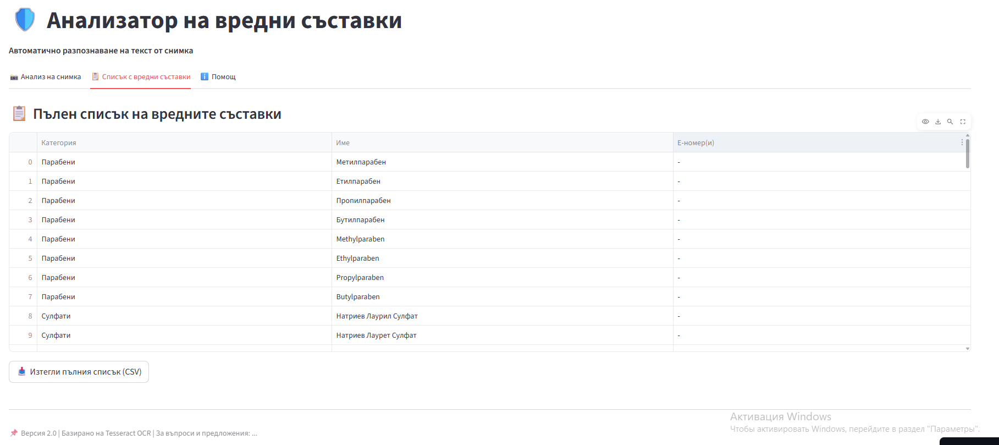 Анализатор на вредни съставки
Автоматично разпознаване на текст от снимка
Анализ на снимка Списък с вредни съставки Помощ
Пълен списък на вредните съставки
Категория Име Е-номер(и)
0 Парабени Метилпарабен -
1 Парабени Етилпарабен -
2 Парабени Пропилпарабен -
3 Парабени Бутилпарабен -
4 Парабени Methylparaben -
5 Парабени Ethylparaben -
6 Парабени Propylparaben -
7 Парабени Butylparaben -
8 Сулфати Натриев Лаурил Сулфат -
9 Сулфати Натриев Лаурет Сулфат -
Изтегли пълния списък (CSV)
Активация Windows
Чтобы активировать Windows, перейдите в раздел "Параметры".
Версия 2.0 | Базирано на Tesseract OCR | За въпроси и предложения: ...